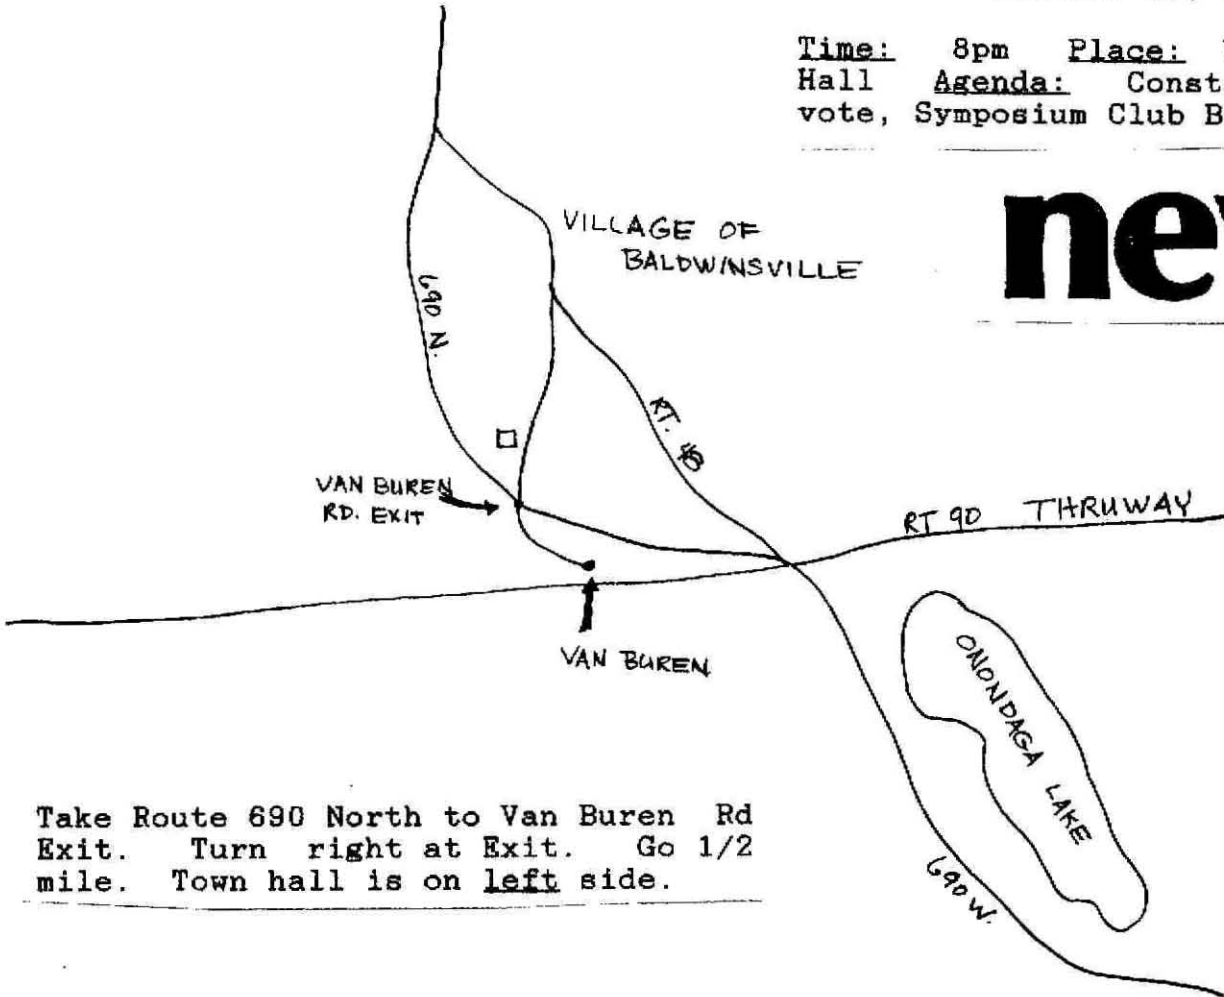 Time: 8pm Place:
Hall Agenda: Const
vote, Symposium Club B
ne
VILLAGE OF
BALDWINSVILLE
690 N.
RT. 48
VAN BUREN
RD. EXIT
RT 90 THRUWAY
VAN BUREN
ONONDAGA LAKE
690 W.
Take Route 690 North to Van Buren Rd
Exit. Turn right at Exit. Go 1/2
mile. Town hall is on left side.